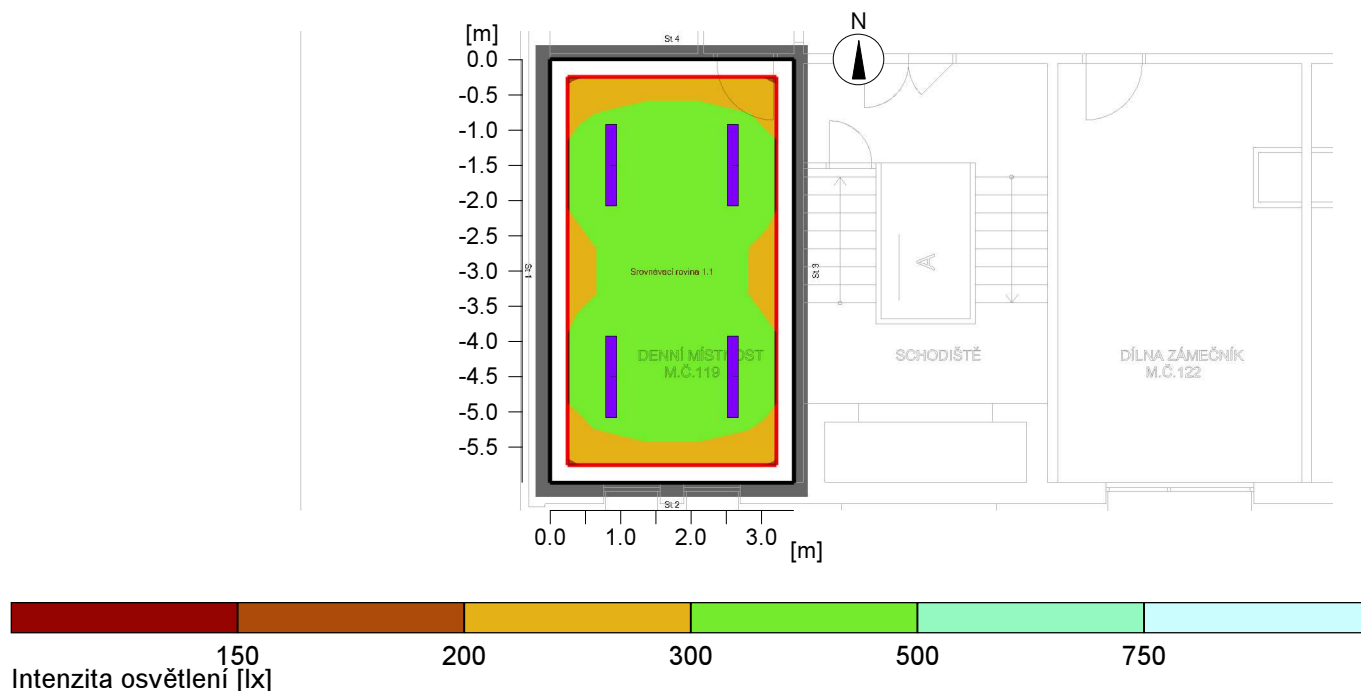 [m]
St.4
N
0.0
-0.5
-1.0
-1.5
-2.0
-2.5
-3.0
-3.5
-4.0
-4.5
-5.0
-5.5
St.1
Srovnávací rovina 1.1
St.3
A
DENNÍ MÍSTNOST
M.Č.119
SCHODIŠTĚ
DÍLNA ZÁMEČNÍK
M.Č.122
St.2
0.0 1.0 2.0 3.0
[m]
150 200 300 500 750
Intenzita osvětlení [lx]